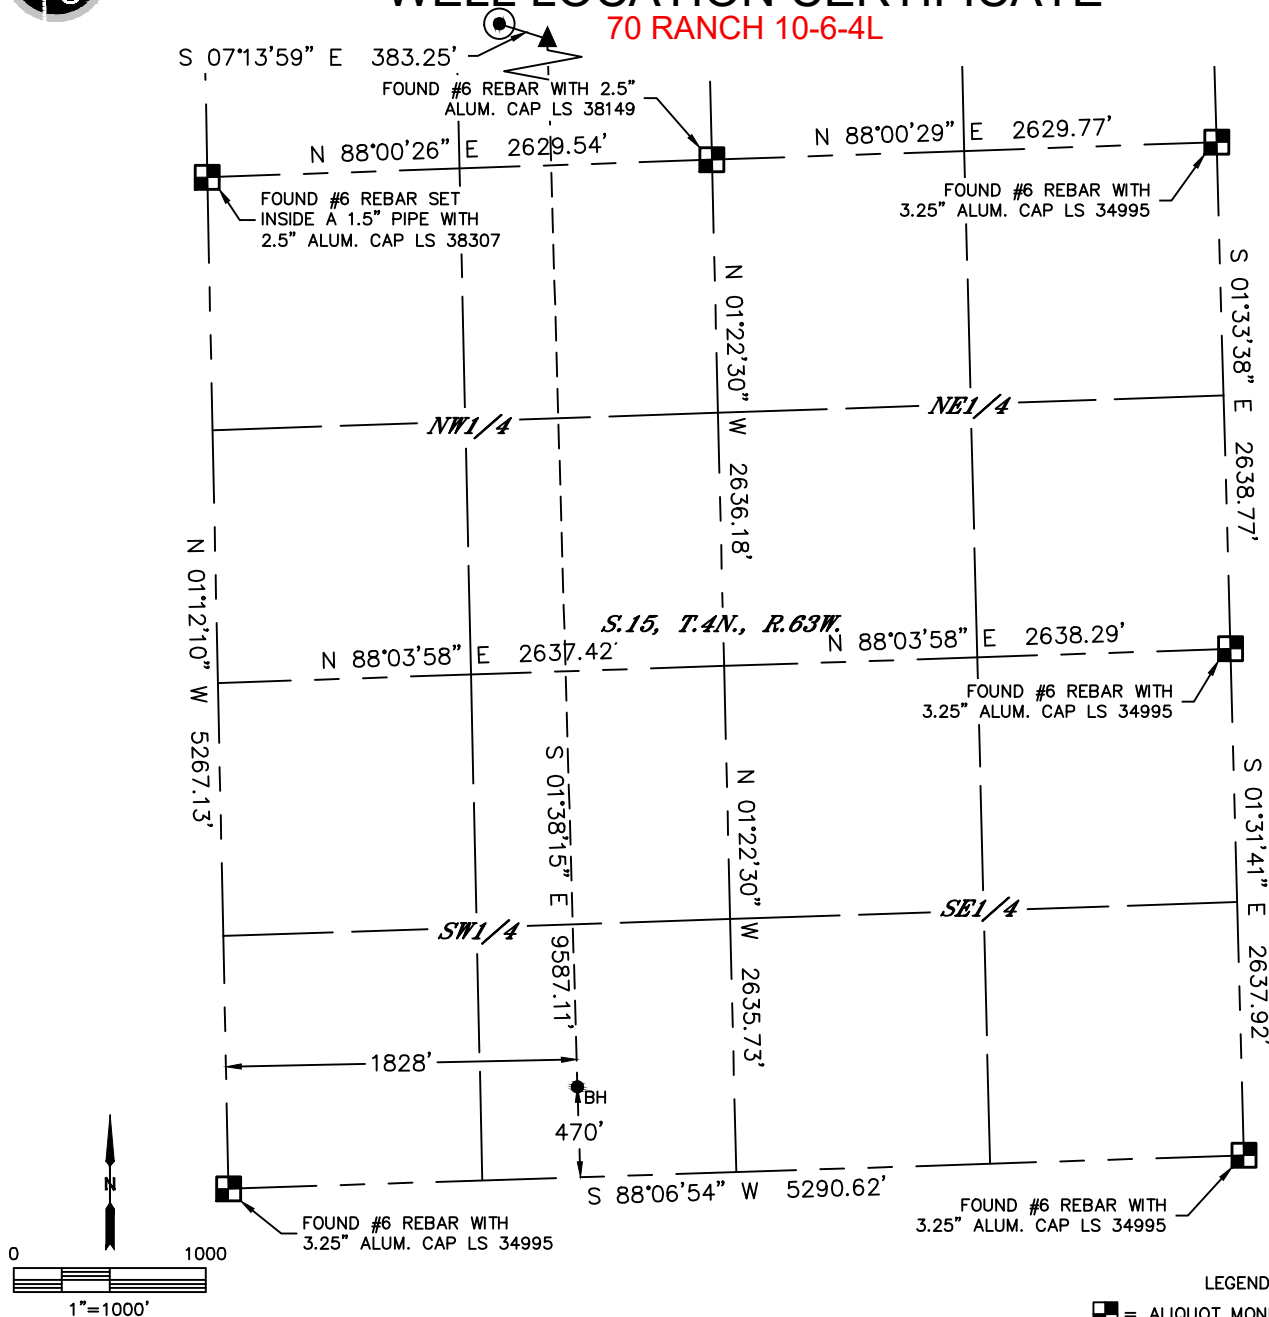 WELL LOCATION CERTIFICATE
70 RANCH 10-6-4L
S 07°13'59" E 383.25'
FOUND #6 REBAR WITH 2.5"
ALUM. CAP LS 38149
N 88°00'26" E 2629.54'
N 88°00'29" E 2629.77'
FOUND #6 REBAR SET
INSIDE A 1.5" PIPE WITH
2.5" ALUM. CAP LS 38307
FOUND #6 REBAR WITH
3.25" ALUM. CAP LS 34995
N 01°22'30" W 2636.18'
S 01°33'38" E 2638.77'
NW1/4
NE1/4
N 01°12'10" W 5267.13'
S.15, T.4N., R.63W.
N 88°03'58" E 2637.42'
N 88°03'58" E 2638.29'
FOUND #6 REBAR WITH
3.25" ALUM. CAP LS 34995
S 01°38'15" E 9587.11'
N 01°22'30" W 2635.73'
S 01°31'41" E 2637.92'
SW1/4
SE1/4
1828'
BH
470'
S 88°06'54" W 5290.62'
FOUND #6 REBAR WITH
3.25" ALUM. CAP LS 34995
FOUND #6 REBAR WITH
3.25" ALUM. CAP LS 34995
N
0 1000
1"=1000'
LEGEND
= ALIQUOT